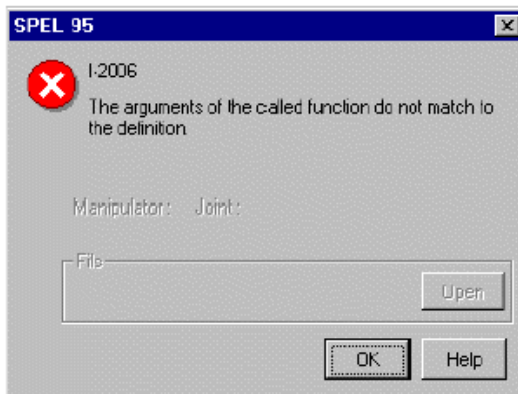 SPEL 95
I-2006
The arguments of the called function do not match to
the definition.
Manipulator : Joint :
File
Open
OK Help